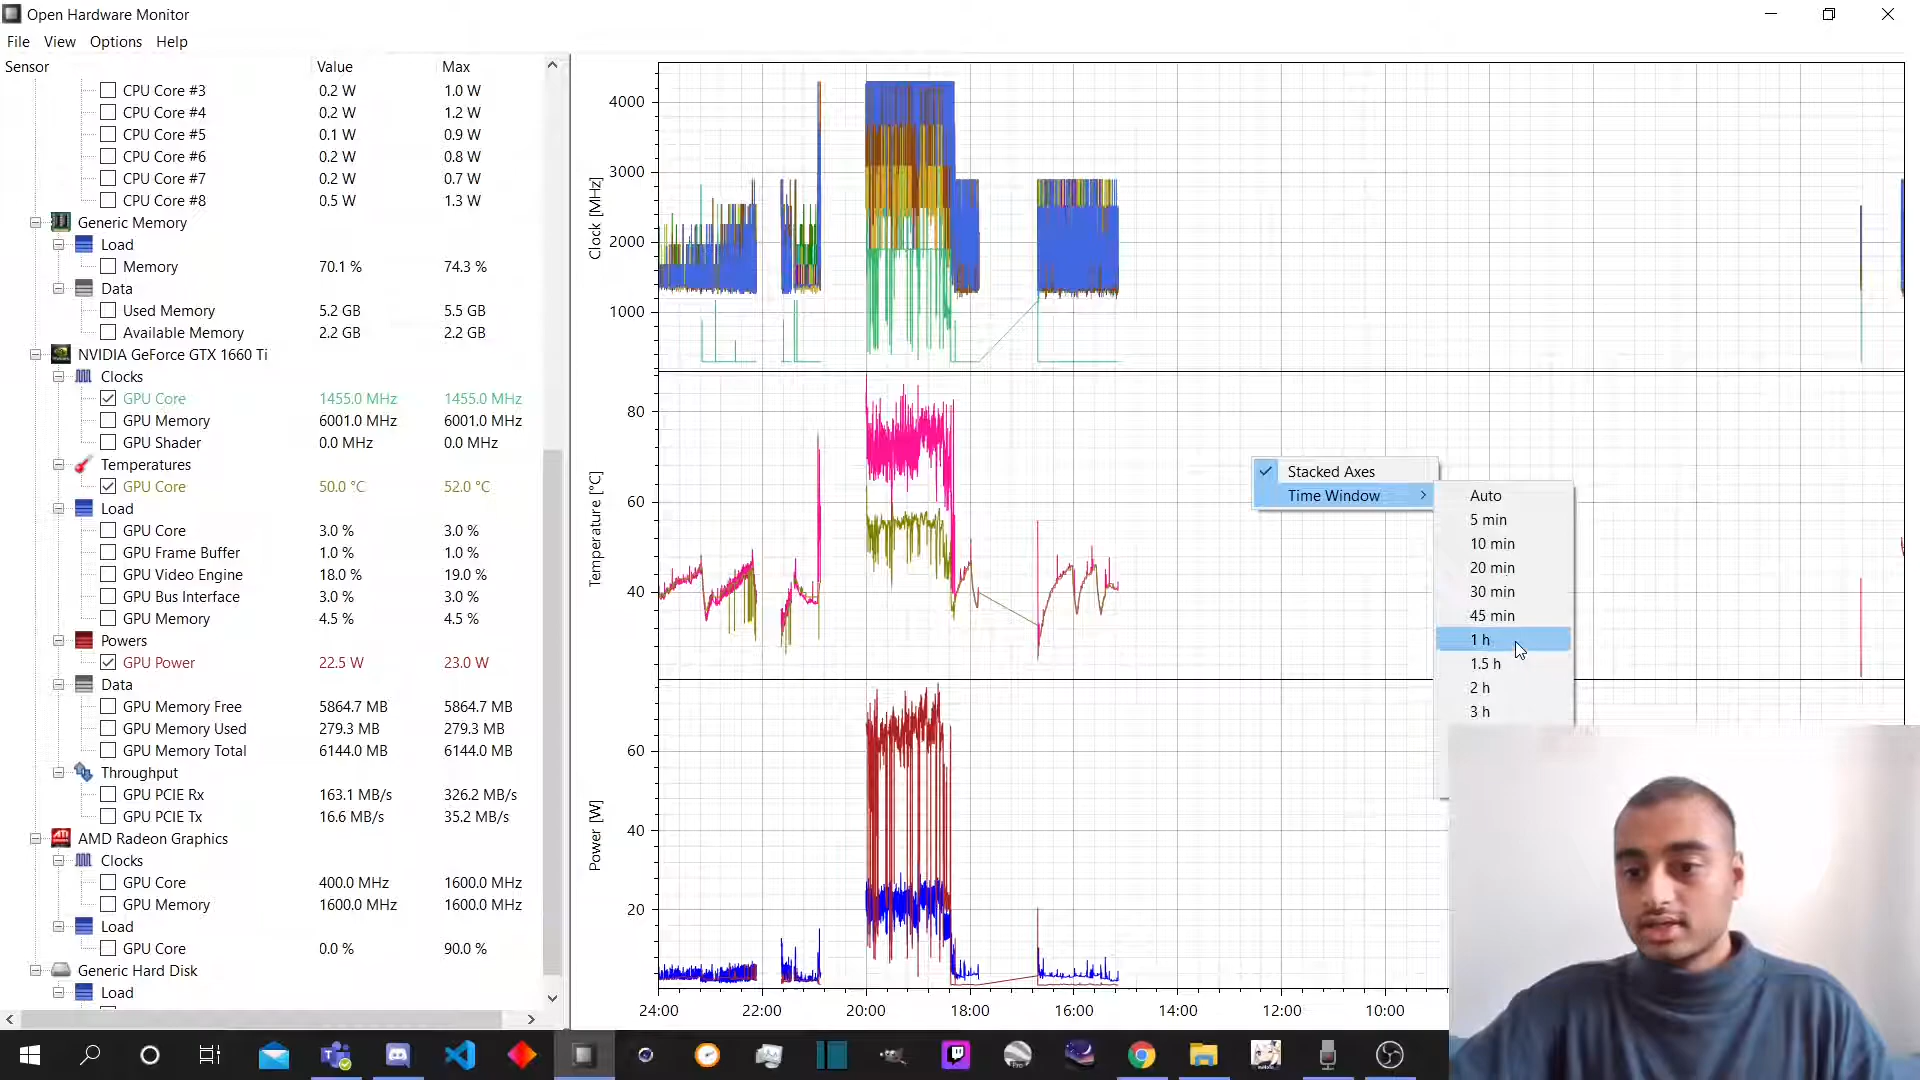 Open Hardware Monitor
File View Options Help
Sensor Value Max
CPU Core #3 0.2 W 1.0 W
CPU Core #4 0.2 W 1.2 W
CPU Core #5 0.1 W 0.9 W
CPU Core #6 0.2 W 0.8 W
CPU Core #7 0.2 W 0.7 W
CPU Core #8 0.5 W 1.3 W
Generic Memory
Load
Memory 70.1 % 74.3 %
Data
Used Memory 5.2 GB 5.5 GB
Available Memory 2.2 GB 2.2 GB
NVIDIA GeForce GTX 1660 Ti
Clocks
GPU Core 1455.0 MHz 1455.0 MHz
GPU Memory 6001.0 MHz 6001.0 MHz
GPU Shader 0.0 MHz 0.0 MHz
Temperatures
GPU Core 50.0 °C 52.0 °C
Load
GPU Core 3.0 % 3.0 %
GPU Frame Buffer 1.0 % 1.0 %
GPU Video Engine 18.0 % 19.0 %
GPU Bus Interface 3.0 % 3.0 %
GPU Memory 4.5 % 4.5 %
Powers
GPU Power 22.5 W 23.0 W
Data
GPU Memory Free 5864.7 MB 5864.7 MB
GPU Memory Used 279.3 MB 279.3 MB
GPU Memory Total 6144.0 MB 6144.0 MB
Throughput
GPU PCIE Rx 163.1 MB/s 326.2 MB/s
GPU PCIE Tx 16.6 MB/s 35.2 MB/s
AMD Radeon Graphics
Clocks
GPU Core 400.0 MHz 1600.0 MHz
GPU Memory 1600.0 MHz 1600.0 MHz
Load
GPU Core 0.0 % 90.0 %
Generic Hard Disk
Load
Clock [MHz]
4000
3000
2000
1000
Temperature [°C]
80
60
40
Power [W]
60
40
20
24:00 22:00 20:00 18:00 16:00 14:00 12:00 10:00
Stacked Axes
Time Window
Auto
5 min
10 min
20 min
30 min
45 min
1 h
1.5 h
2 h
3 h